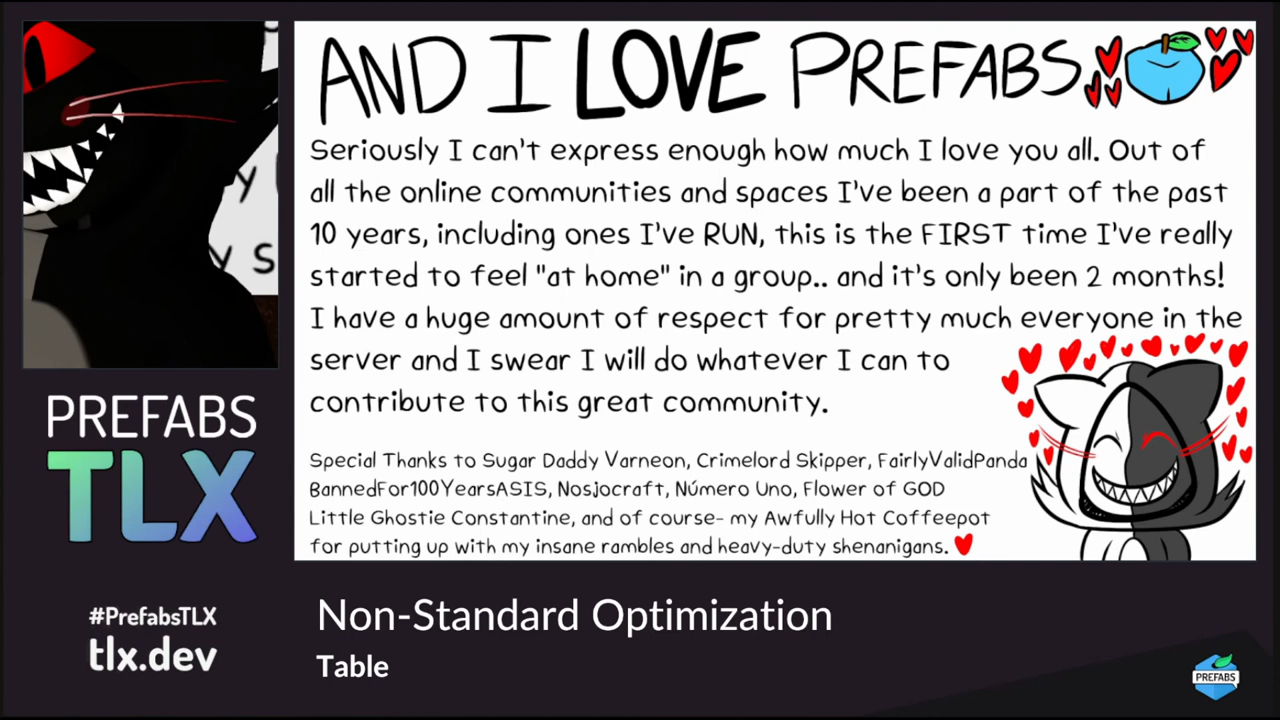 AND I LOVE PREFABS
Seriously I can't express enough how much I love you all. Out of
all the online communities and spaces I've been a part of the past
10 years, including ones I've RUN, this is the FIRST time I've really
started to feel "at home" in a group.. and it's only been 2 months!
I have a huge amount of respect for pretty much everyone in the
server and I swear I will do whatever I can to
contribute to this great community.
Special Thanks to Sugar Daddy Varneon, Crimelord Skipper, FairlyValidPanda
BannedFor100YearsASIS, Nosjocraft, Número Uno, Flower of GOD
Little Ghostie Constantine, and of course- my Awfully Hot Coffeepot
for putting up with my insane rambles and heavy-duty shenanigans.
y
y s
PREFABS
TLX
#PrefabsTLX
tlx.dev
Non-Standard Optimization
Table
PREFABS